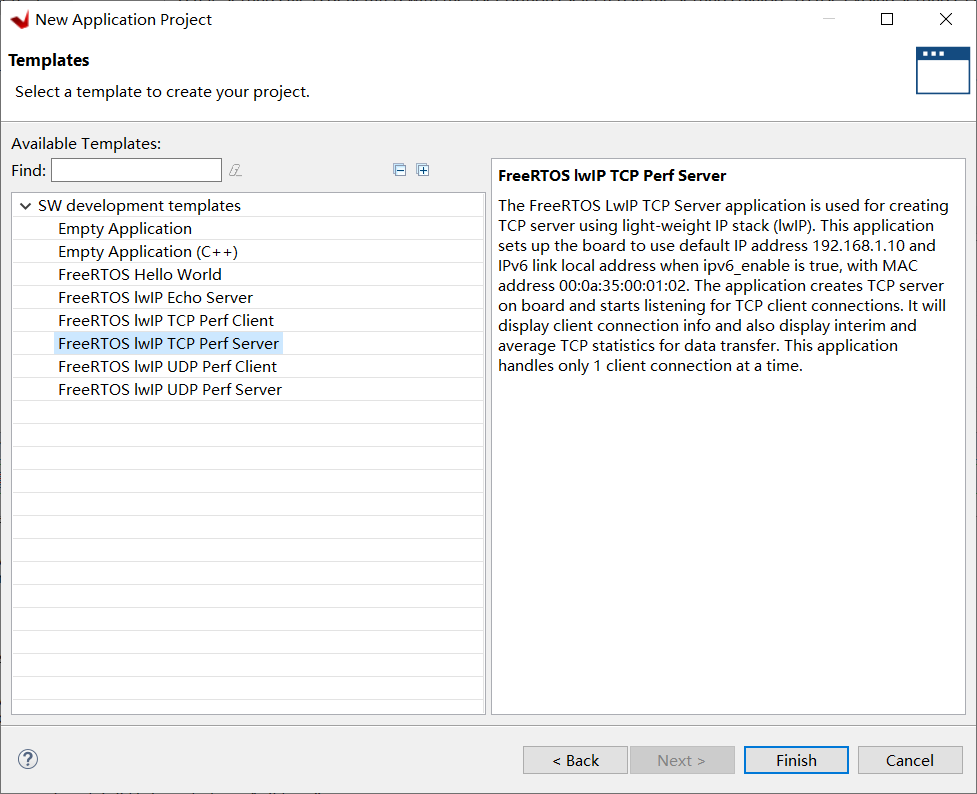 New Application Project
Templates
Select a template to create your project.
Available Templates:
Find:
SW development templates
Empty Application
Empty Application (C++)
FreeRTOS Hello World
FreeRTOS lwIP Echo Server
FreeRTOS lwIP TCP Perf Client
FreeRTOS lwIP TCP Perf Server
FreeRTOS lwIP UDP Perf Client
FreeRTOS lwIP UDP Perf Server
FreeRTOS lwIP TCP Perf Server
The FreeRTOS LwIP TCP Server application is used for creating
TCP server using light-weight IP stack (lwIP). This application
sets up the board to use default IP address 192.168.1.10 and
IPv6 link local address when ipv6_enable is true, with MAC
address 00:0a:35:00:01:02. The application creates TCP server
on board and starts listening for TCP client connections. It will
display client connection info and also display interim and
average TCP statistics for data transfer. This application
handles only 1 client connection at a time.
?
< Back
Next >
Finish
Cancel